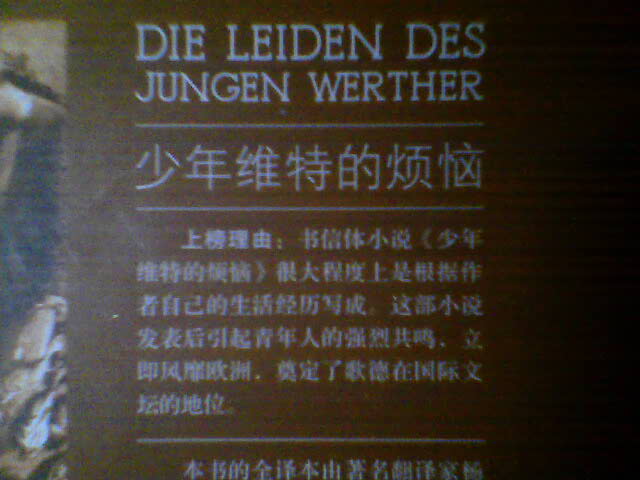 DIE LEIDEN DES
JUNGEN WERTHER
少年维特的烦恼
上榜理由：书信体小说《少年
维特的烦恼》很大程度上是根据作
者自己的生活经历写成。这部小说
发表后引起青年人的强烈共鸣，立
即风靡欧洲，奠定了歌德在国际文
坛的地位。
本书的全译本由著名翻译家杨